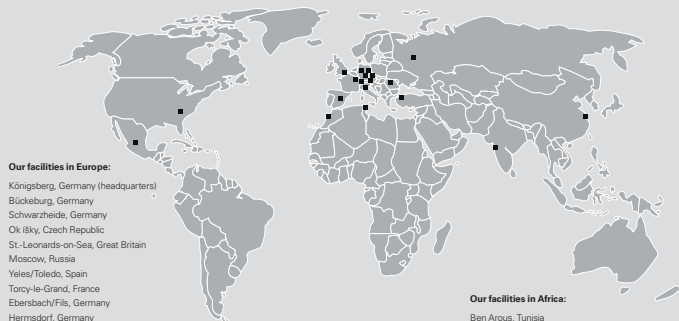 Our facilities in Europe:
Königsberg, Germany (headquarters)
Bückeburg, Germany
Schwarzheide, Germany
Ok išky, Czech Republic
St.-Leonards-on-Sea, Great Britain
Moscow, Russia
Yeles/Toledo, Spain
Torcy-le-Grand, France
Ebersbach/Fils, Germany
Hermsdorf, Germany
Our facilities in Africa:
Ben Arous, Tunisia